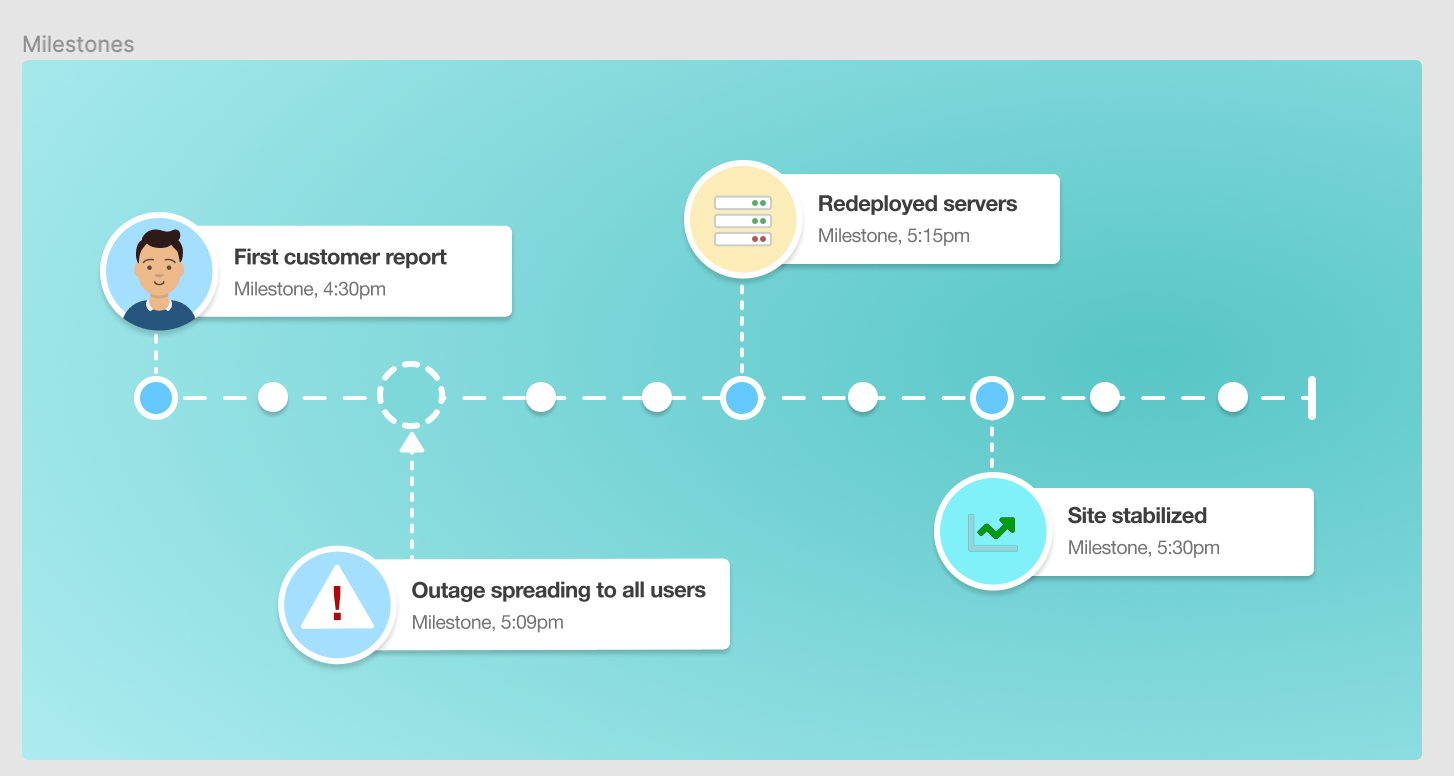 Milestones
First customer report
Milestone, 4:30pm
Redeployed servers
Milestone, 5:15pm
Outage spreading to all users
Milestone, 5:09pm
Site stabilized
Milestone, 5:30pm